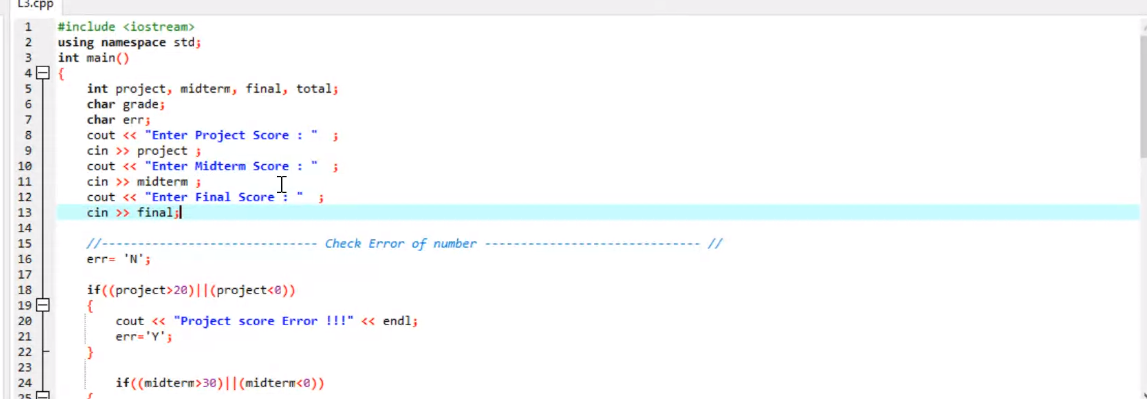 L3.cpp
1 #include <iostream>
2 using namespace std;
3 int main()
4 {
5 int project, midterm, final, total;
6 char grade;
7 char err;
8 cout << "Enter Project Score : "  ;
9 cin >> project ;
10 cout << "Enter Midterm Score : "  ;
11 cin >> midterm ;
12 cout << "Enter Final Score : "  ;
13 cin >> final;
14
15 //------------------------------ Check Error of number ------------------------------ //
16 err= 'N';
17
18 if((project>20)||(project<0))
19 {
20 cout << "Project score Error !!!" << endl;
21 err='Y';
22 }
23
24 if((midterm>30)||(midterm<0))
25 {